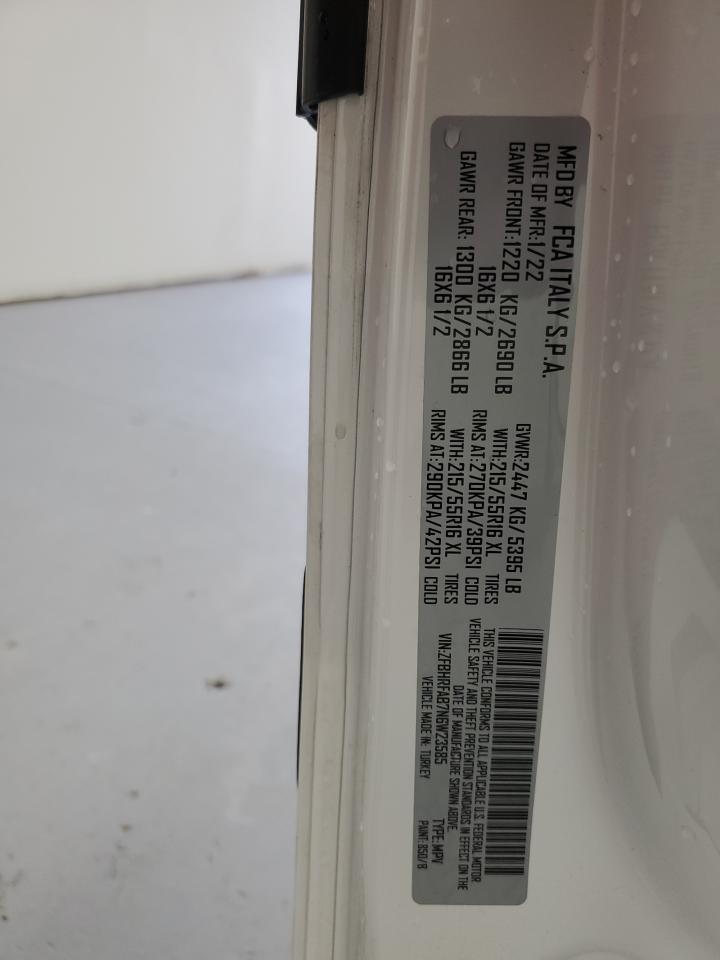 MFD BY FCA ITALY S.P.A.
DATE OF MFR:1/22 GVWR:2447 KG/ 5395 LB
GAWR FRONT:1220 KG/2690 LB WITH:215/55R16 XL TIRES
16X6 1/2 RIMS AT:270KPA/39PSI COLD
GAWR REAR: 1300 KG/2866 LB WITH:215/55R16 XL TIRES
16X6 1/2 RIMS AT:290KPA/42PSI COLD
THIS VEHICLE CONFORMS TO ALL APPLICABLE U.S. FEDERAL MOTOR
VEHICLE SAFETY AND THEFT PREVENTION STANDARDS IN EFFECT ON THE
DATE OF MANUFACTURE SHOWN ABOVE.
VIN:ZFBHRFAB7N6W23585 TYPE:MPV
VEHICLE MADE IN: TURKEY PAINT: 850/B